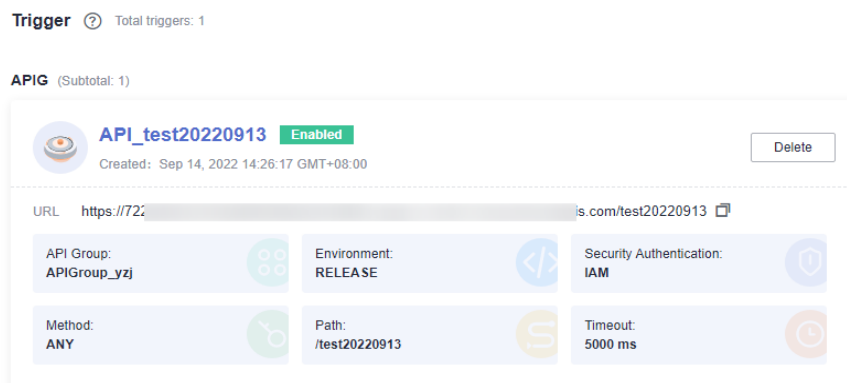 Trigger ? Total triggers: 1
APIG (Subtotal: 1)
API_test20220913 Enabled
Created: Sep 14, 2022 14:26:17 GMT+08:00
Delete
URL https://722 is.com/test20220913
API Group: Environment: Security Authentication:
APIGroup_yzj RELEASE IAM
Method: Path: Timeout:
ANY /test20220913 5000 ms